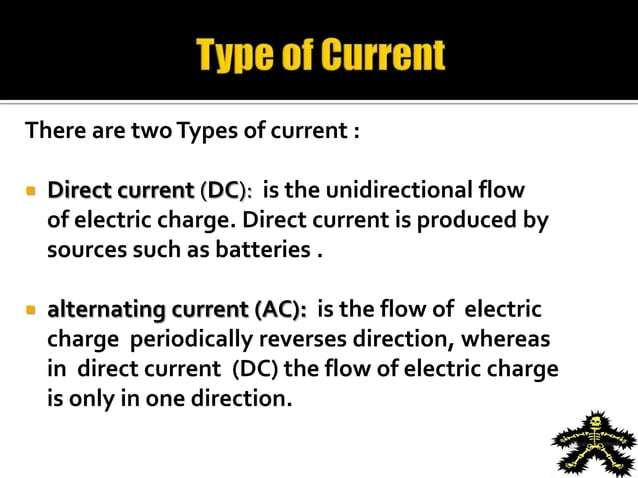 Type of Current
There are two Types of current :
Direct current (DC): is the unidirectional flow
of electric charge. Direct current is produced by
sources such as batteries .
alternating current (AC): is the flow of electric
charge periodically reverses direction, whereas
in direct current (DC) the flow of electric charge
is only in one direction.